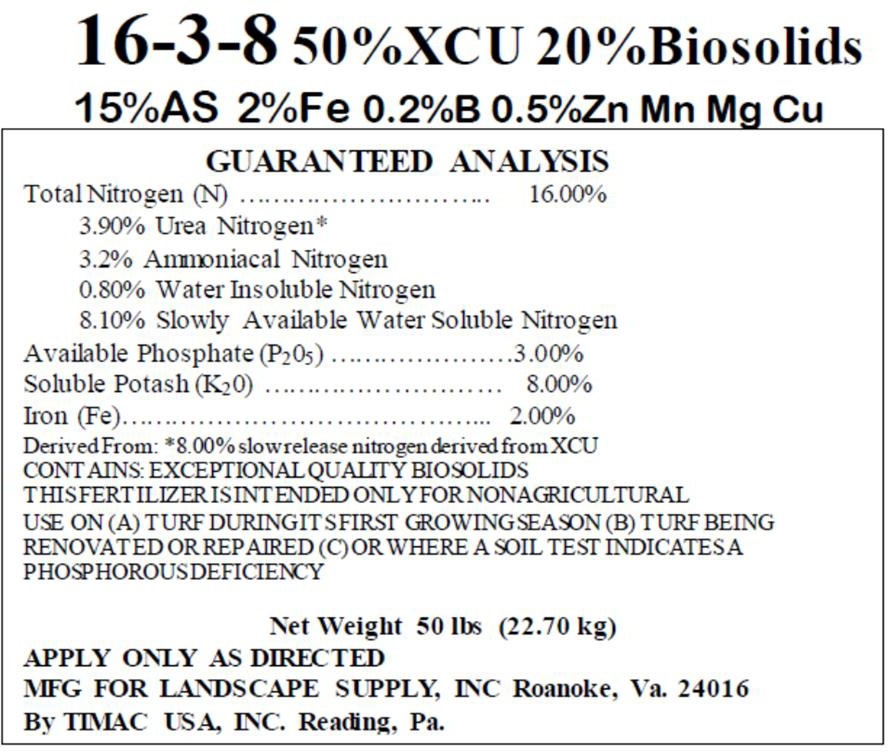 16-3-8 50%XCU 20%Biosolids
15%AS 2%Fe 0.2%B 0.5%Zn Mn Mg Cu
GUARANTEED ANALYSIS
Total Nitrogen (N) ................................ 16.00%
3.90% Urea Nitrogen*
3.2% Ammoniacal Nitrogen
0.80% Water Insoluble Nitrogen
8.10% Slowly Available Water Soluble Nitrogen
Available Phosphate (P₂0₅) .......................3.00%
Soluble Potash (K₂0) ............................... 8.00%
Iron (Fe)............................................... 2.00%
Derived From: *8.00% slow release nitrogen derived from XCU
CONTAINS: EXCEPTIONAL QUALITY BIOSOLIDS
THIS FERTILIZER IS INTENDED ONLY FOR NONAGRICULTURAL
USE ON (A) TURF DURING ITS FIRST GROWING SEASON (B) TURF BEING
RENOVATED OR REPAIRED (C) OR WHERE A SOIL TEST INDICATES A
PHOSPHOROUS DEFICIENCY
Net Weight 50 lbs (22.70 kg)
APPLY ONLY AS DIRECTED
MFG FOR LANDSCAPE SUPPLY, INC Roanoke, Va. 24016
By TIMAC USA, INC. Reading, Pa.